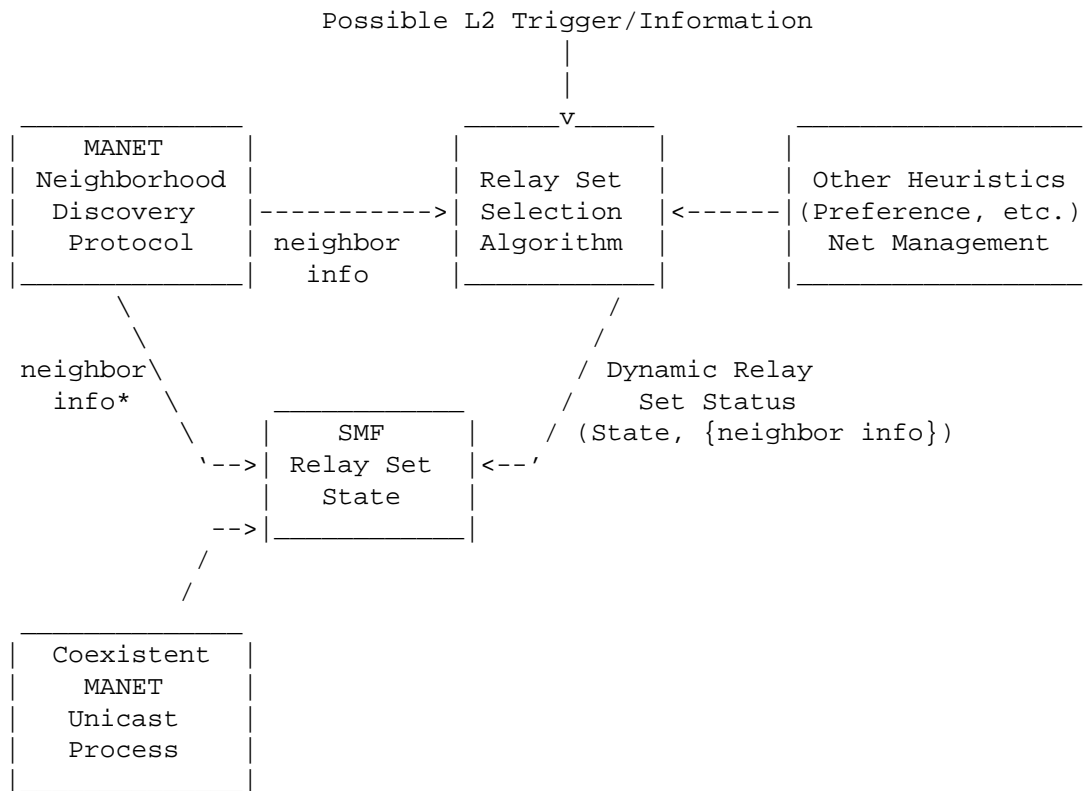 Possible L2 Trigger/Information
MANET
Neighborhood
Discovery
Protocol
neighbor
info
Relay Set
Selection
Algorithm
Other Heuristics
(Preference, etc.)
Net Management
neighbor
info*
Dynamic Relay
Set Status
(State, {neighbor info})
SMF
Relay Set
State
Coexistent
MANET
Unicast
Process